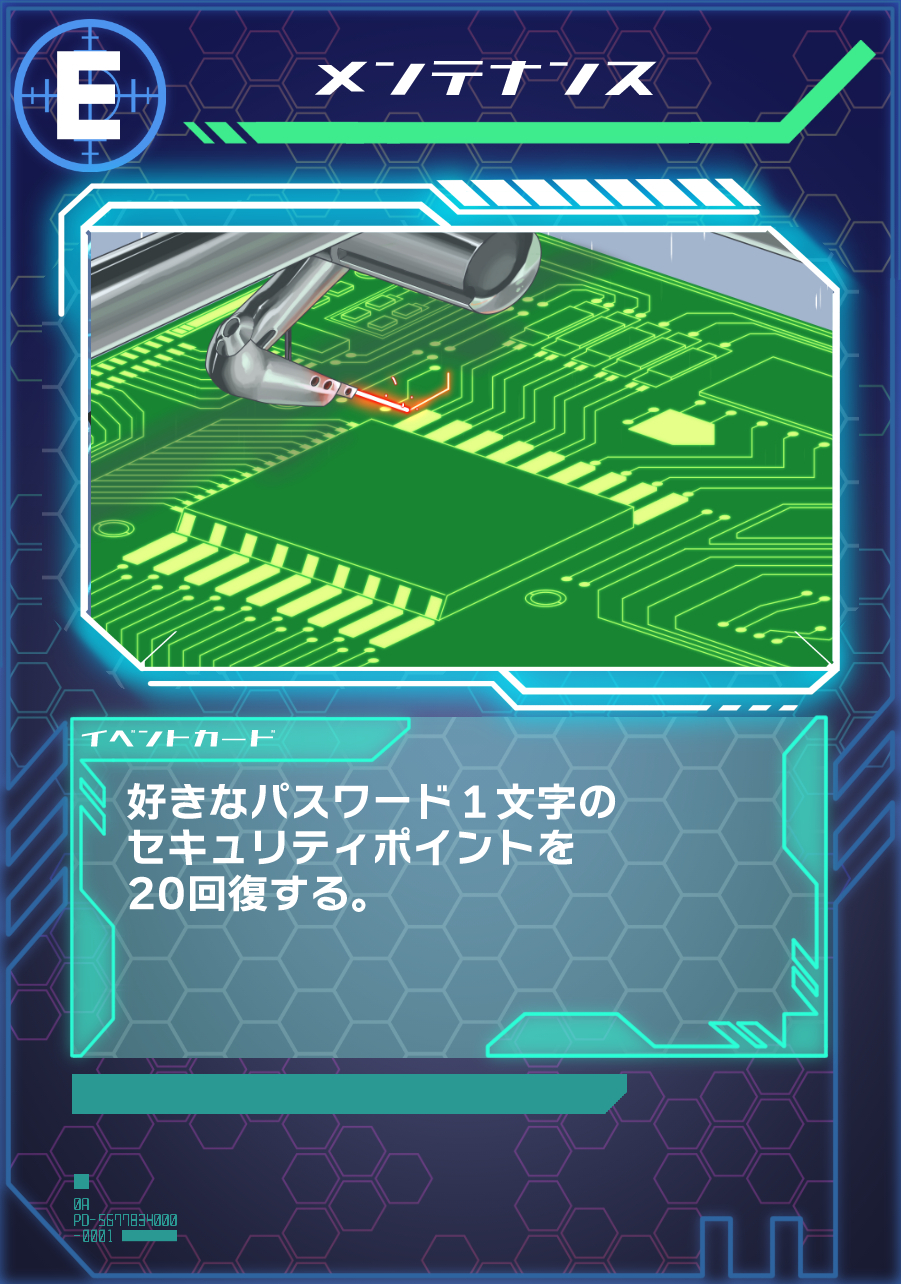 E
メンテナンス
イベントカード
好きなパスワード１文字の
セキュリティポイントを
20回復する。
0A
PD-5677834000
-0001